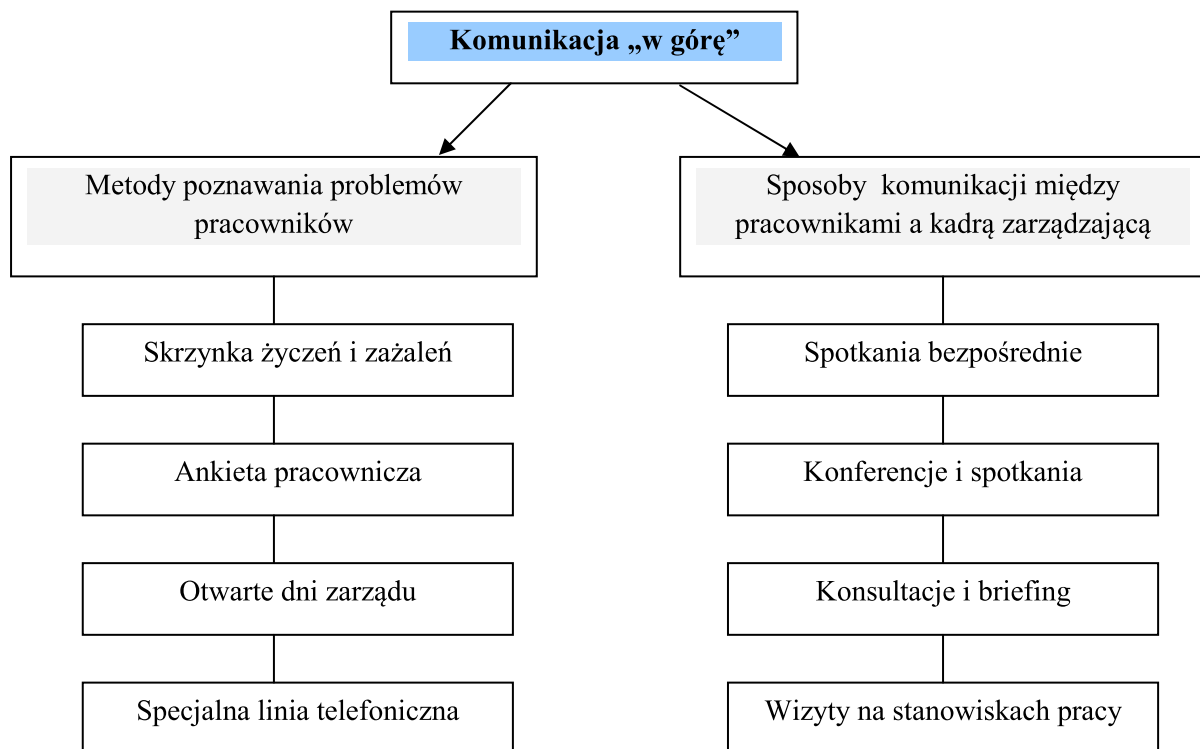 Komunikacja „w górę”
Metody poznawania problemów
pracowników
Skrzynka życzeń i zażaleń
Ankieta pracownicza
Otwarte dni zarządu
Specjalna linia telefoniczna
Sposoby komunikacji między
pracownikami a kadrą zarządzającą
Spotkania bezpośrednie
Konferencje i spotkania
Konsultacje i briefing
Wizyty na stanowiskach pracy